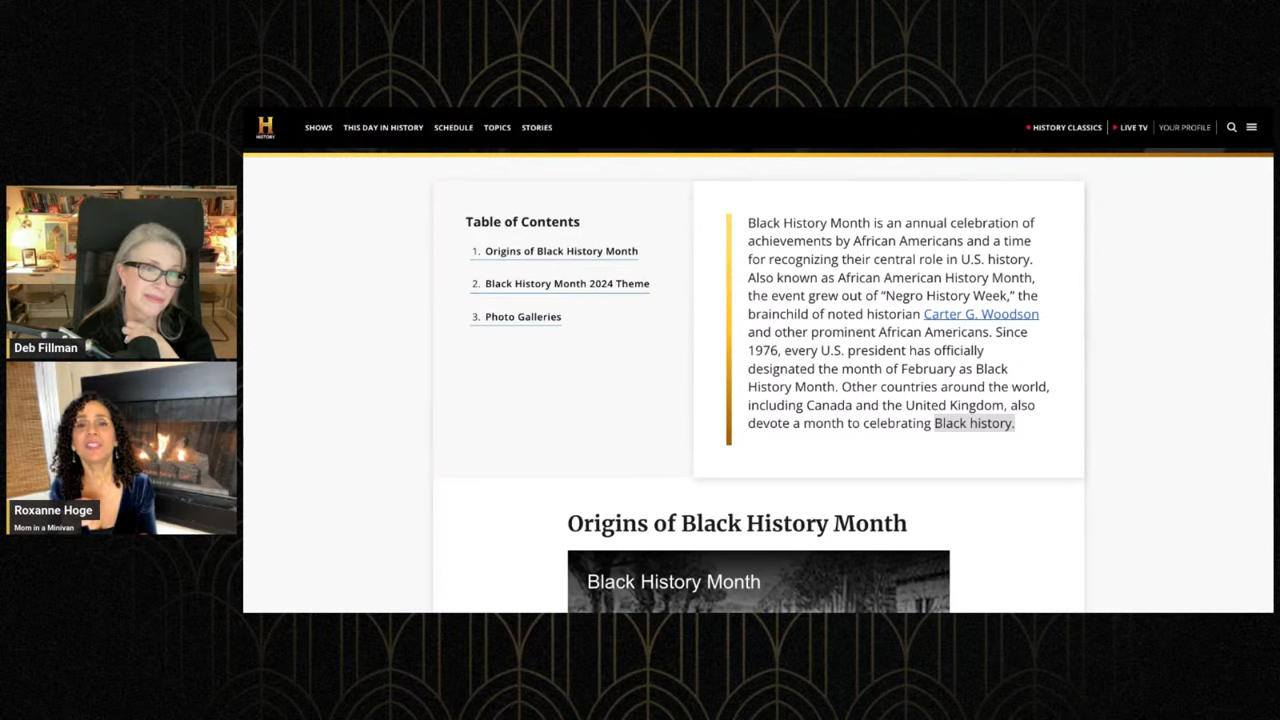 HISTORY
SHOWS
THIS DAY IN HISTORY
SCHEDULE
TOPICS
STORIES
HISTORY CLASSICS
LIVE TV
YOUR PROFILE
Table of Contents
1. Origins of Black History Month
2. Black History Month 2024 Theme
3. Photo Galleries
Black History Month is an annual celebration of
achievements by African Americans and a time
for recognizing their central role in U.S. history.
Also known as African American History Month,
the event grew out of “Negro History Week,” the
brainchild of noted historian Carter G. Woodson
and other prominent African Americans. Since
1976, every U.S. president has officially
designated the month of February as Black
History Month. Other countries around the world,
including Canada and the United Kingdom, also
devote a month to celebrating Black history.
Origins of Black History Month
Black History Month
Deb Fillman
Roxanne Hoge
Mom in a Minivan